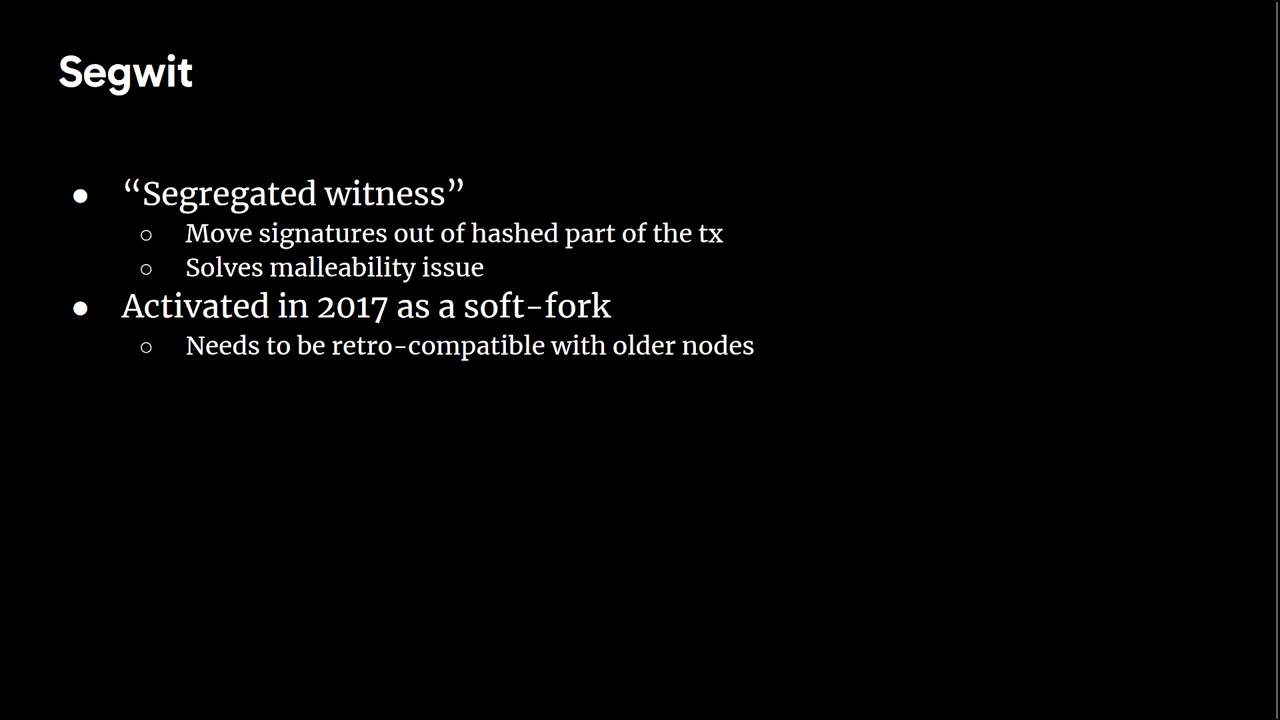 Segwit
● “Segregated witness”
○ Move signatures out of hashed part of the tx
○ Solves malleability issue
● Activated in 2017 as a soft-fork
○ Needs to be retro-compatible with older nodes